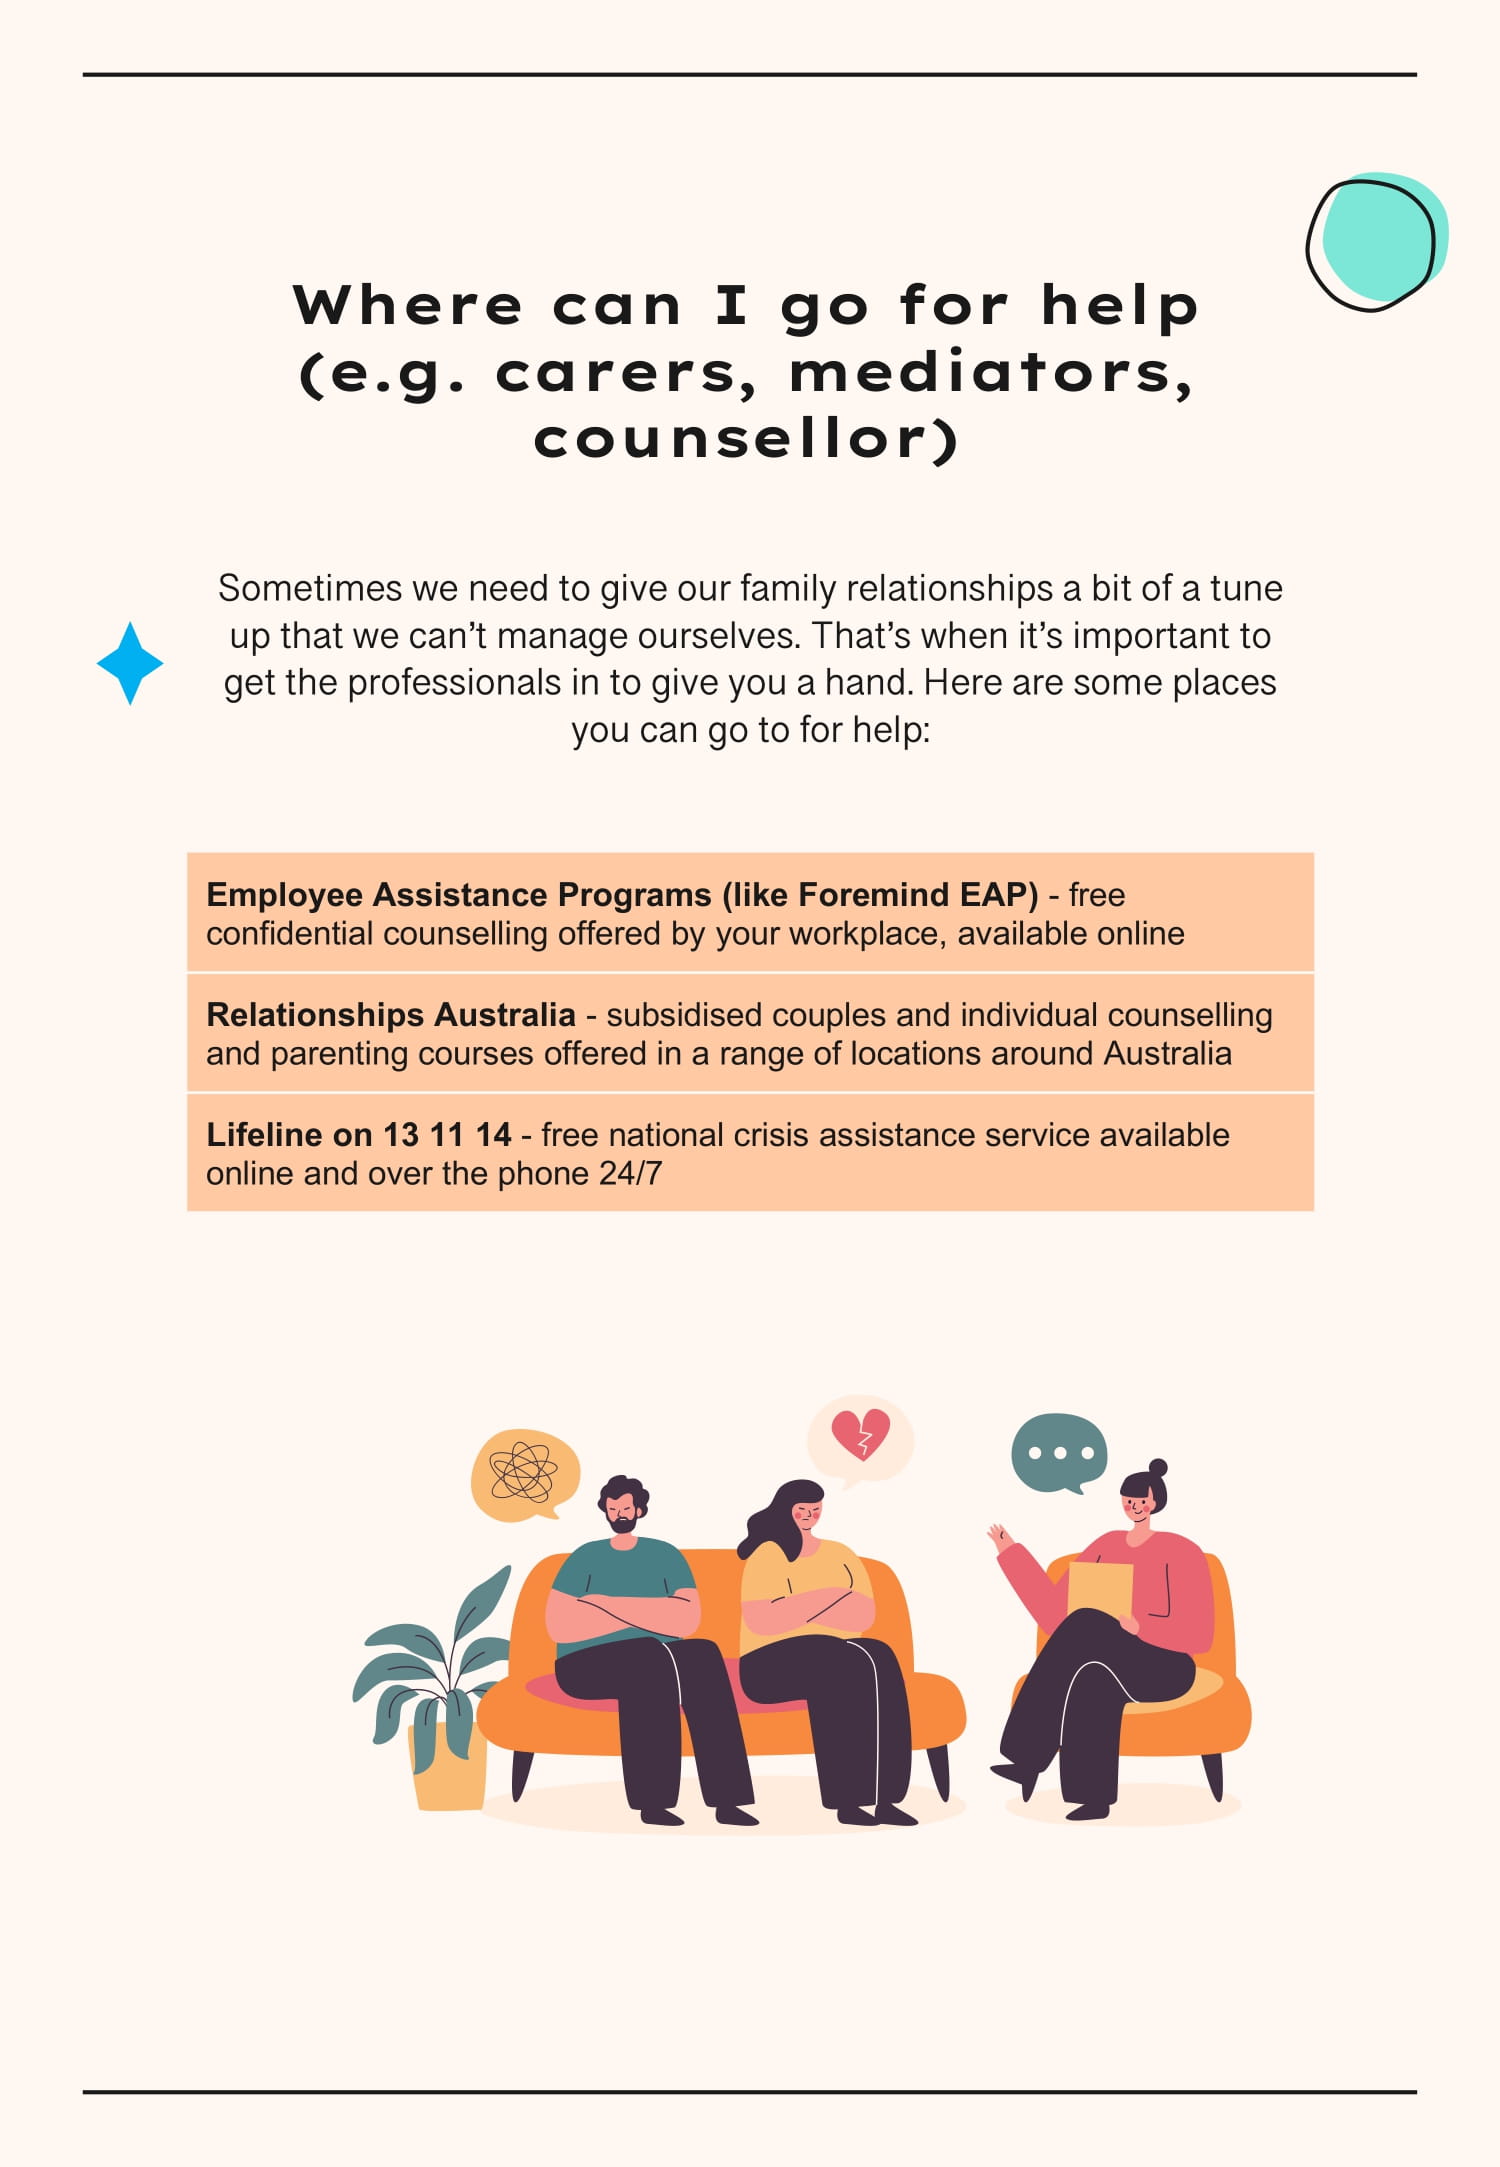 Where can I go for help
(e.g. carers, mediators,
counsellor)
Sometimes we need to give our family relationships a bit of a tune
up that we can’t manage ourselves. That’s when it’s important to
get the professionals in to give you a hand. Here are some places
you can go to for help:
Employee Assistance Programs (like Foremind EAP) - free
confidential counselling offered by your workplace, available online
Relationships Australia - subsidised couples and individual counselling
and parenting courses offered in a range of locations around Australia
Lifeline on 13 11 14 - free national crisis assistance service available
online and over the phone 24/7